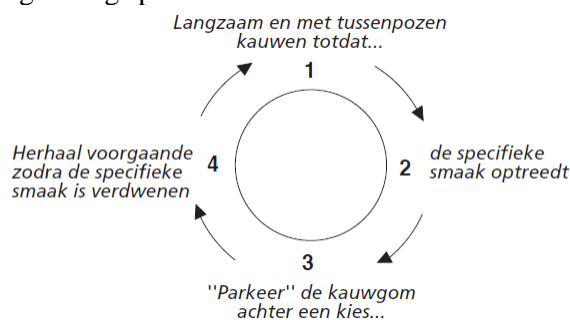 Langzaam en met tussenpozen
kauwen totdat...
1
2
de specifieke
smaak optreedt
3
"Parkeer" de kauwgom
achter een kies...
4
Herhaal voorgaande
zodra de specifieke
smaak is verdwenen